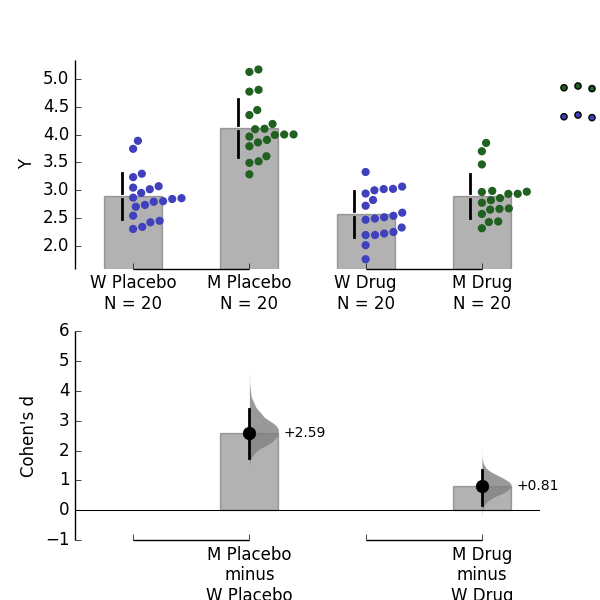 5.0
4.5
4.0
3.5
3.0
2.5
2.0
Y
W Placebo M Placebo W Drug M Drug
N = 20 N = 20 N = 20 N = 20
6
5
4
3
2
1
0
−1
Cohen's d
+2.59
+0.81
M Placebo M Drug
minus minus
W Placebo W Drug